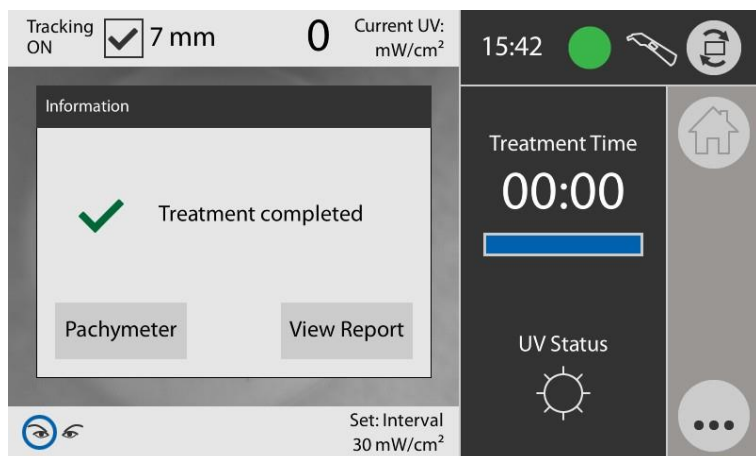 Tracking
ON
7 mm
0
Current UV:
mW/cm²
15:42
Information
Treatment completed
Pachymeter
View Report
Treatment Time
00:00
UV Status
Set: Interval
30 mW/cm²